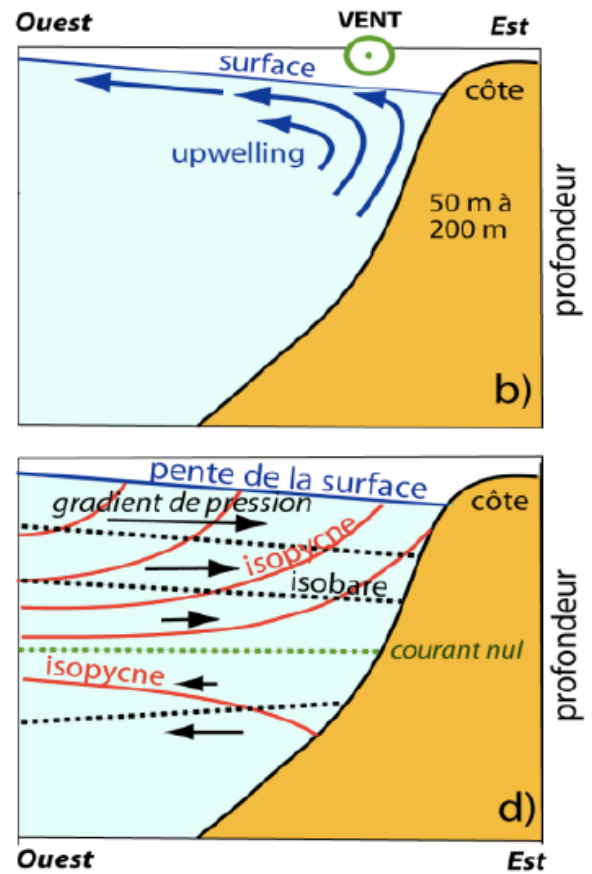 Ouest
VENT
Est
surface
côte
upwelling
50 m à
200 m
profondeur
b)
pente de la surface
gradient de pression
côte
isopycne
isobare
courant nul
isopycne
profondeur
d)
Ouest
Est